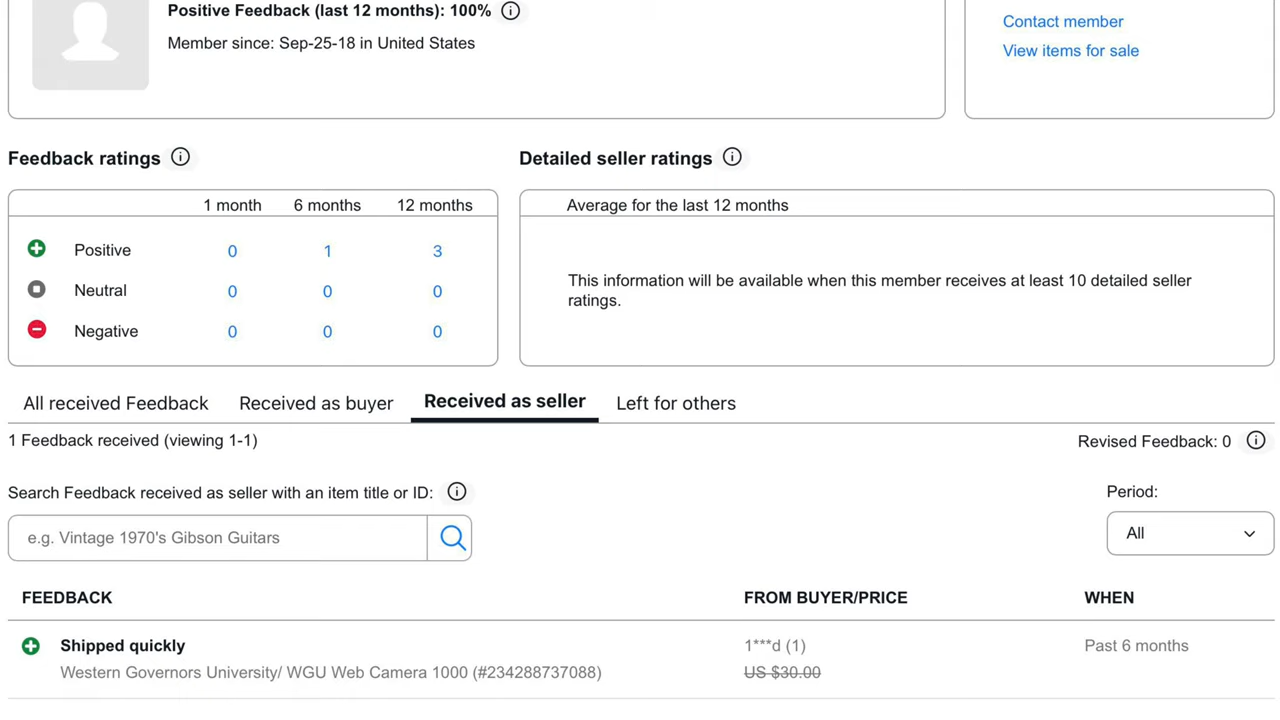 Positive Feedback (last 12 months): 100%
Member since: Sep-25-18 in United States
Contact member
View items for sale
Feedback ratings
1 month 6 months 12 months
Positive 0 1 3
Neutral 0 0 0
Negative 0 0 0
Detailed seller ratings
Average for the last 12 months
This information will be available when this member receives at least 10 detailed seller
ratings.
All received Feedback Received as buyer Received as seller Left for others
1 Feedback received (viewing 1-1) Revised Feedback: 0
Search Feedback received as seller with an item title or ID:
e.g. Vintage 1970's Gibson Guitars
Period:
All
FEEDBACK FROM BUYER/PRICE WHEN
Shipped quickly 1***d (1) Past 6 months
Western Governors University/ WGU Web Camera 1000 (#234288737088) US $30.00